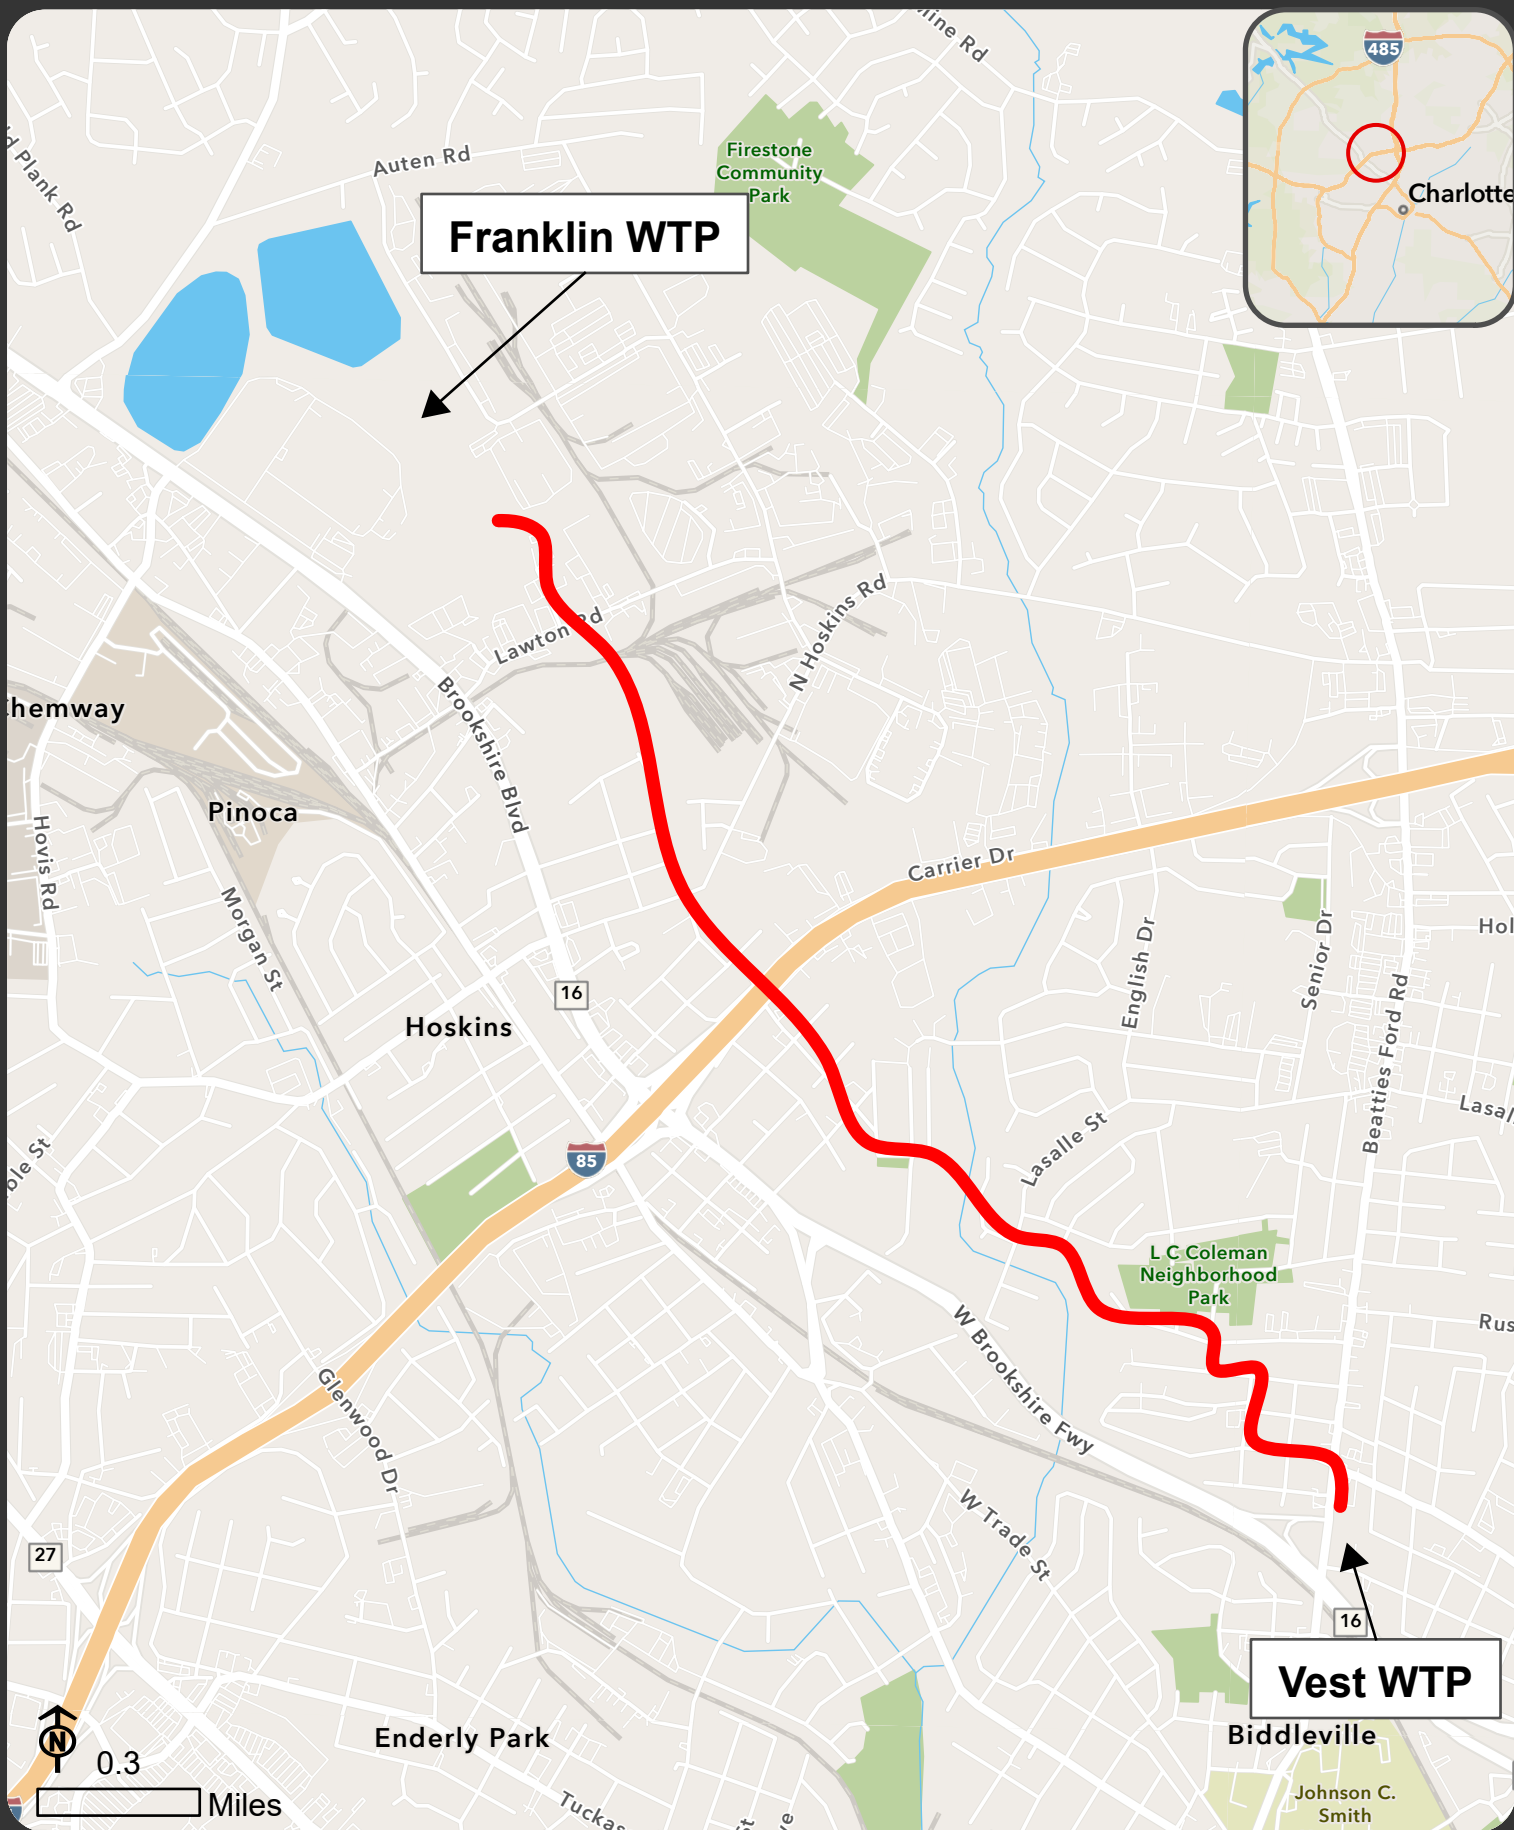 485
Charlotte
Auten Rd
Firestone
Community
Park
Franklin WTP
N Hoskins Rd
Lawton Rd
Brookshire Blvd
Pinoca
Hovis Rd
Morgan St
Carrier Dr
English Dr
Senior Dr
Beatties Ford Rd
16
Hoskins
85
Lasalle St
L C Coleman
Neighborhood
Park
W Brookshire Fwy
Glenwood Dr
W Trade St
27
16
Vest WTP
Biddleville
Enderly Park
Johnson C.
Smith
N
0.3
Miles